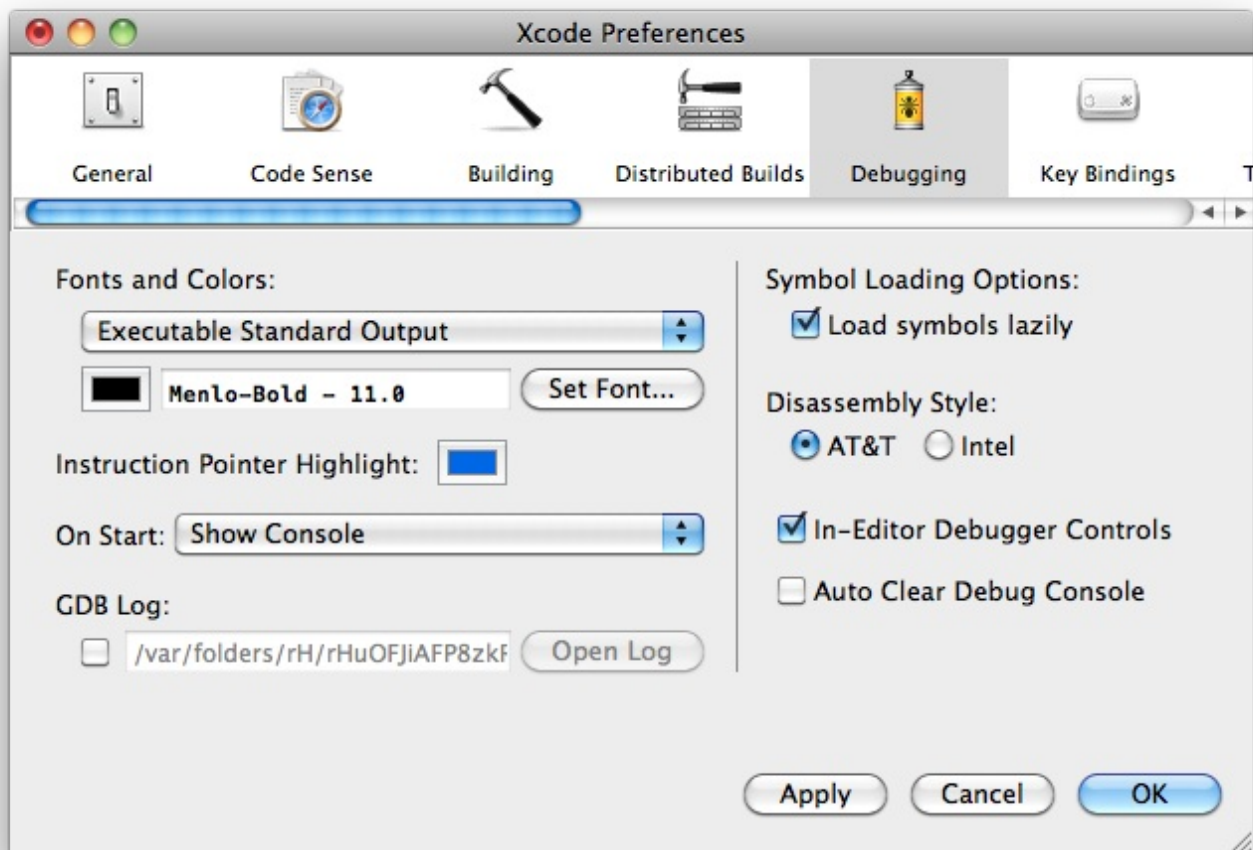 Xcode Preferences
General Code Sense Building Distributed Builds Debugging Key Bindings T
Fonts and Colors:
Executable Standard Output
Menlo-Bold - 11.0 Set Font...
Instruction Pointer Highlight:
On Start: Show Console
GDB Log:
/var/folders/rH/rHuOFJiAFP8zkF Open Log
Symbol Loading Options:
Load symbols lazily
Disassembly Style:
AT&T Intel
In-Editor Debugger Controls
Auto Clear Debug Console
Apply Cancel OK